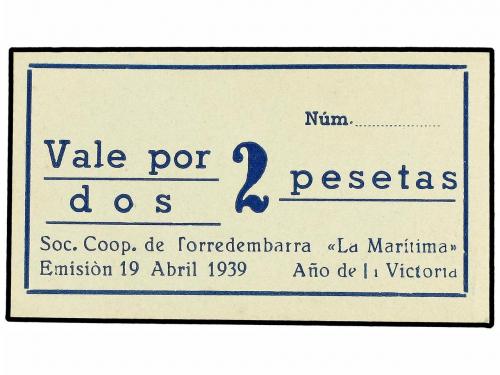 Núm.
Vale por
dos
2
pesetas
Soc. Coop. de Torredembarra «La Marítima»
Emisiòn 19 Abril 1939 Año de la Victoria